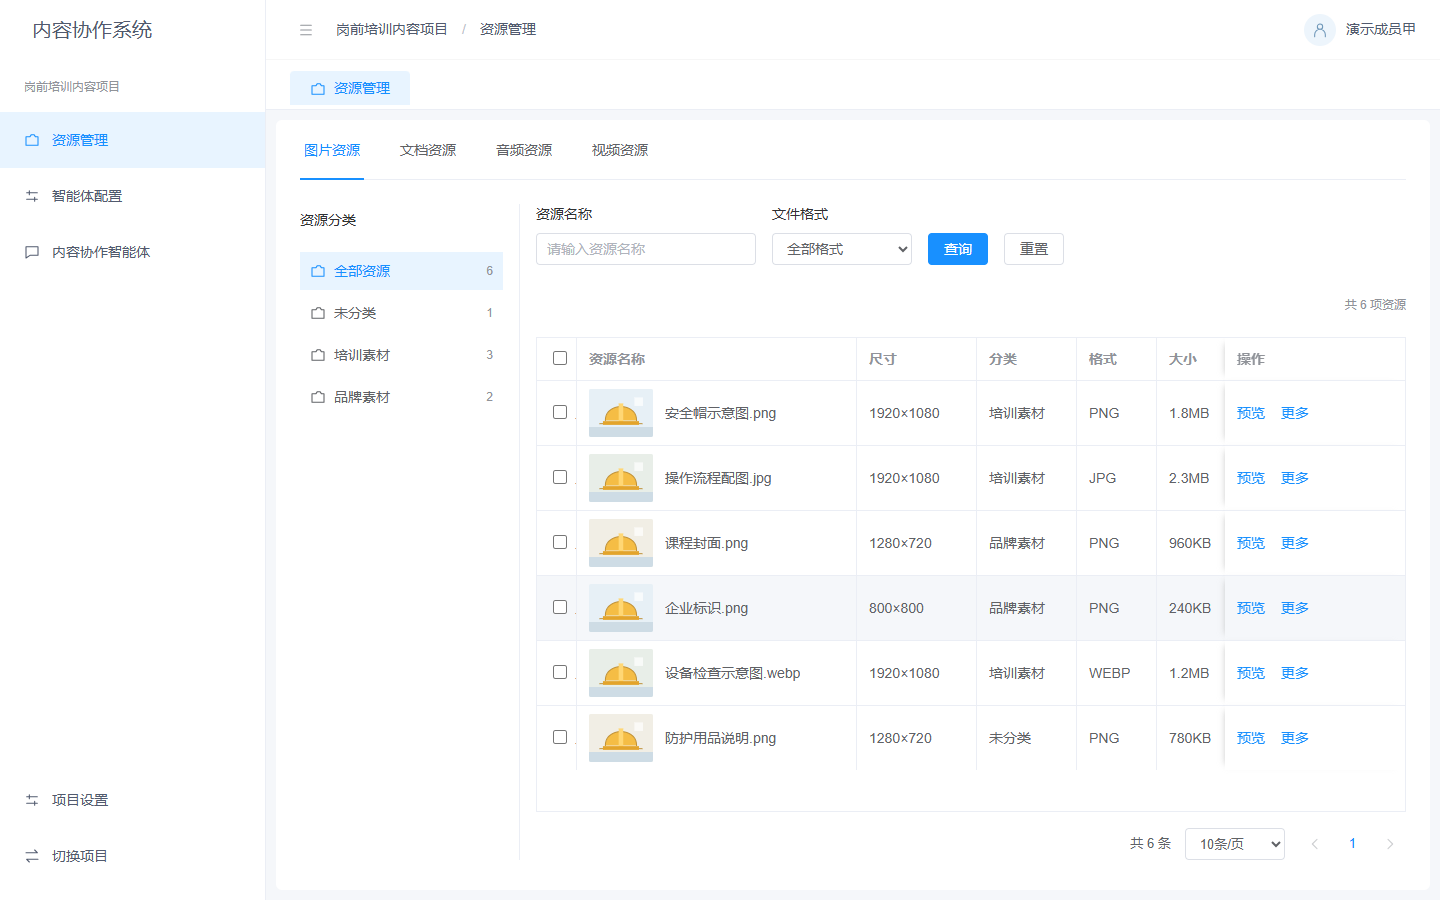 内容协作系统
岗前培训内容项目 / 资源管理
演示成员甲
岗前培训内容项目
资源管理
智能体配置
内容协作智能体
项目设置
切换项目
资源管理
图片资源 文档资源 音频资源 视频资源
资源分类
全部资源 6
未分类 1
培训素材 3
品牌素材 2
资源名称 文件格式
请输入资源名称 全部格式 查询 重置
共 6 项资源
资源名称 尺寸 分类 格式 大小 操作
安全帽示意图.png 1920×1080 培训素材 PNG 1.8MB 预览 更多
操作流程配图.jpg 1920×1080 培训素材 JPG 2.3MB 预览 更多
课程封面.png 1280×720 品牌素材 PNG 960KB 预览 更多
企业标识.png 800×800 品牌素材 PNG 240KB 预览 更多
设备检查示意图.webp 1920×1080 培训素材 WEBP 1.2MB 预览 更多
防护用品说明.png 1280×720 未分类 PNG 780KB 预览 更多
共 6 条 10条/页 1